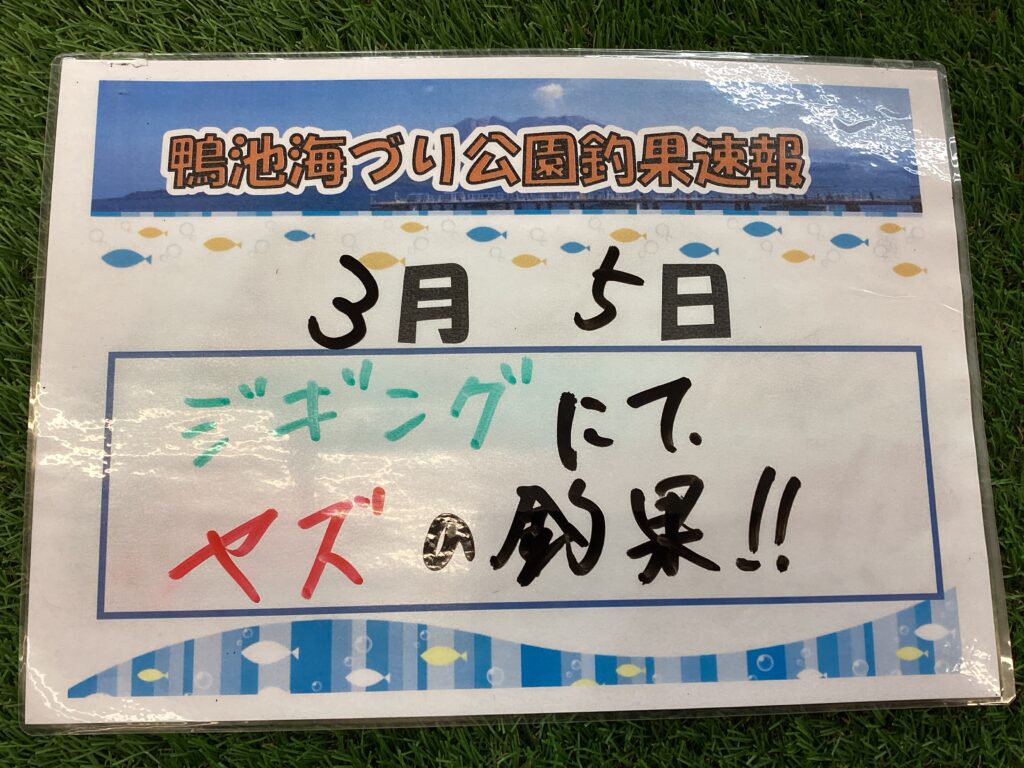 鴨池海づり公園釣果速報
3月 5日
ジギングにて
ヤズの釣果!!